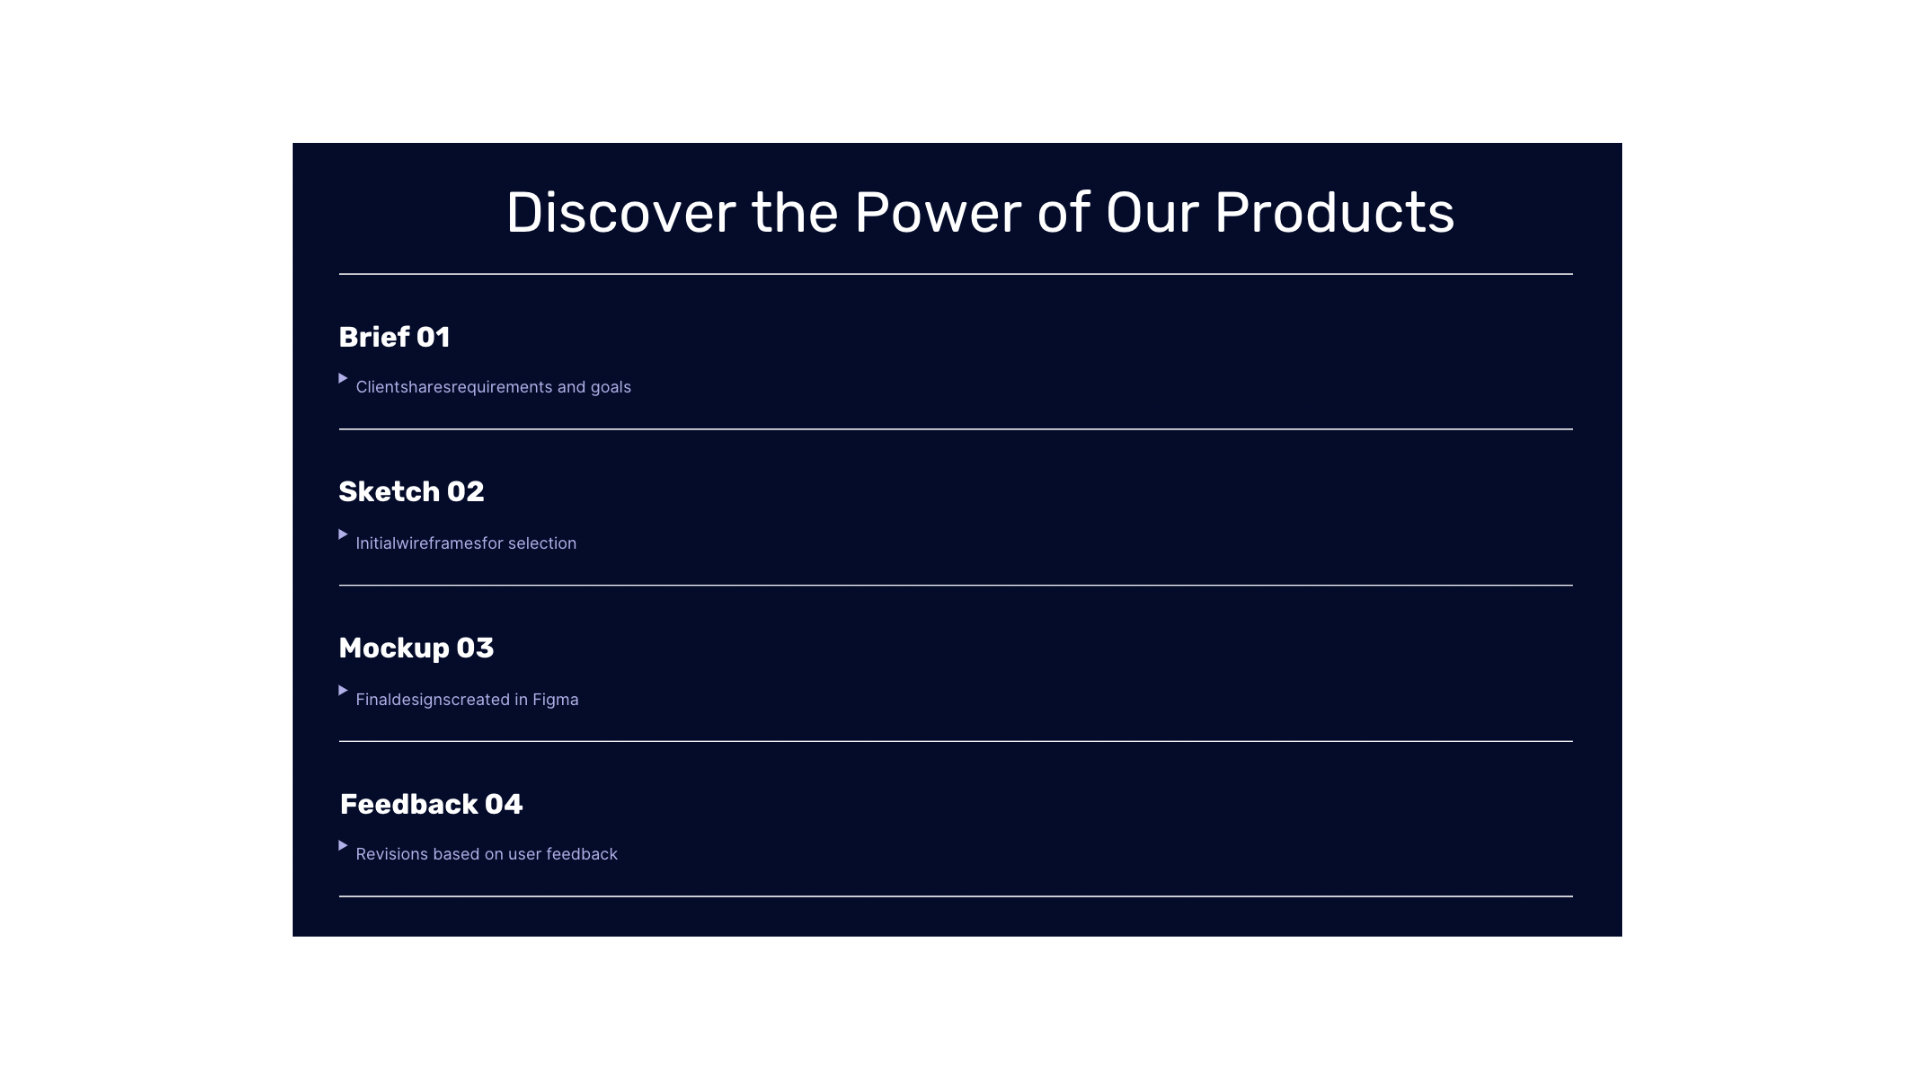 Discover the Power of Our Products
Brief 01
Clientsharesrequirements and goals
Sketch 02
Initialwireframesfor selection
Mockup 03
Finaldesignscreated in Figma
Feedback 04
Revisions based on user feedback